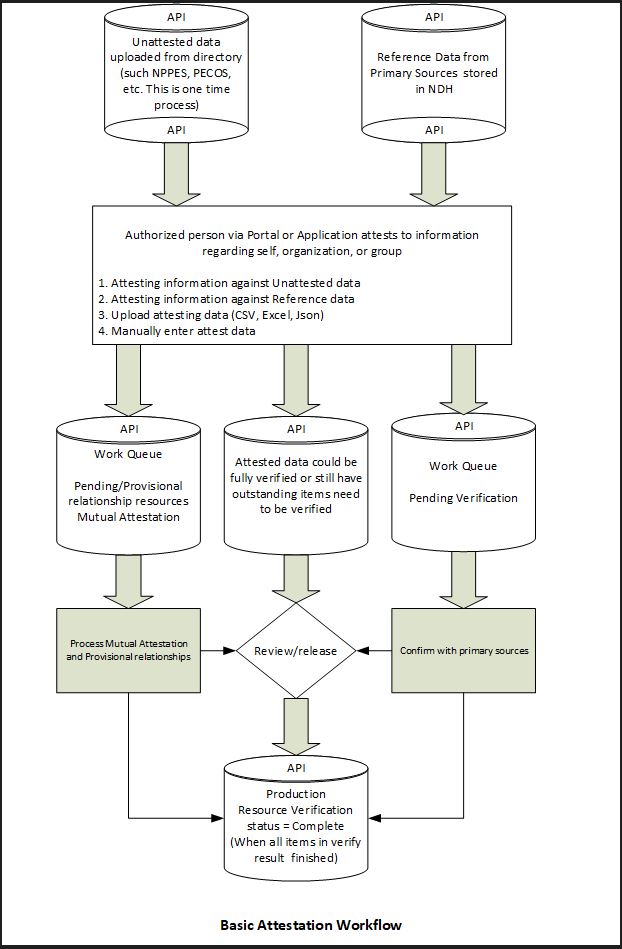 API
Unattested data
uploaded from directory
(such NPPES, PECOS,
etc. This is one time
process)
API
API
Reference Data from
Primary Sources stored
in NDH
API
Authorized person via Portal or Application attests to information
regarding self, organization, or group
1. Attesting information against Unattested data
2. Attesting information against Reference data
3. Upload attesting data (CSV, Excel, Json)
4. Manually enter attest data
API
Work Queue
Pending/Provisional
relationship resources
Mutual Attestation
API
Attested data could be
fully verified or still have
outstanding items need
to be verified
API
Work Queue
Pending Verification
Process Mutual Attestation
and Provisional relationships
Review/release
Confirm with primary sources
API
Production
Resource Verification
status = Complete
(When all items in verify
result finished)
Basic Attestation Workflow